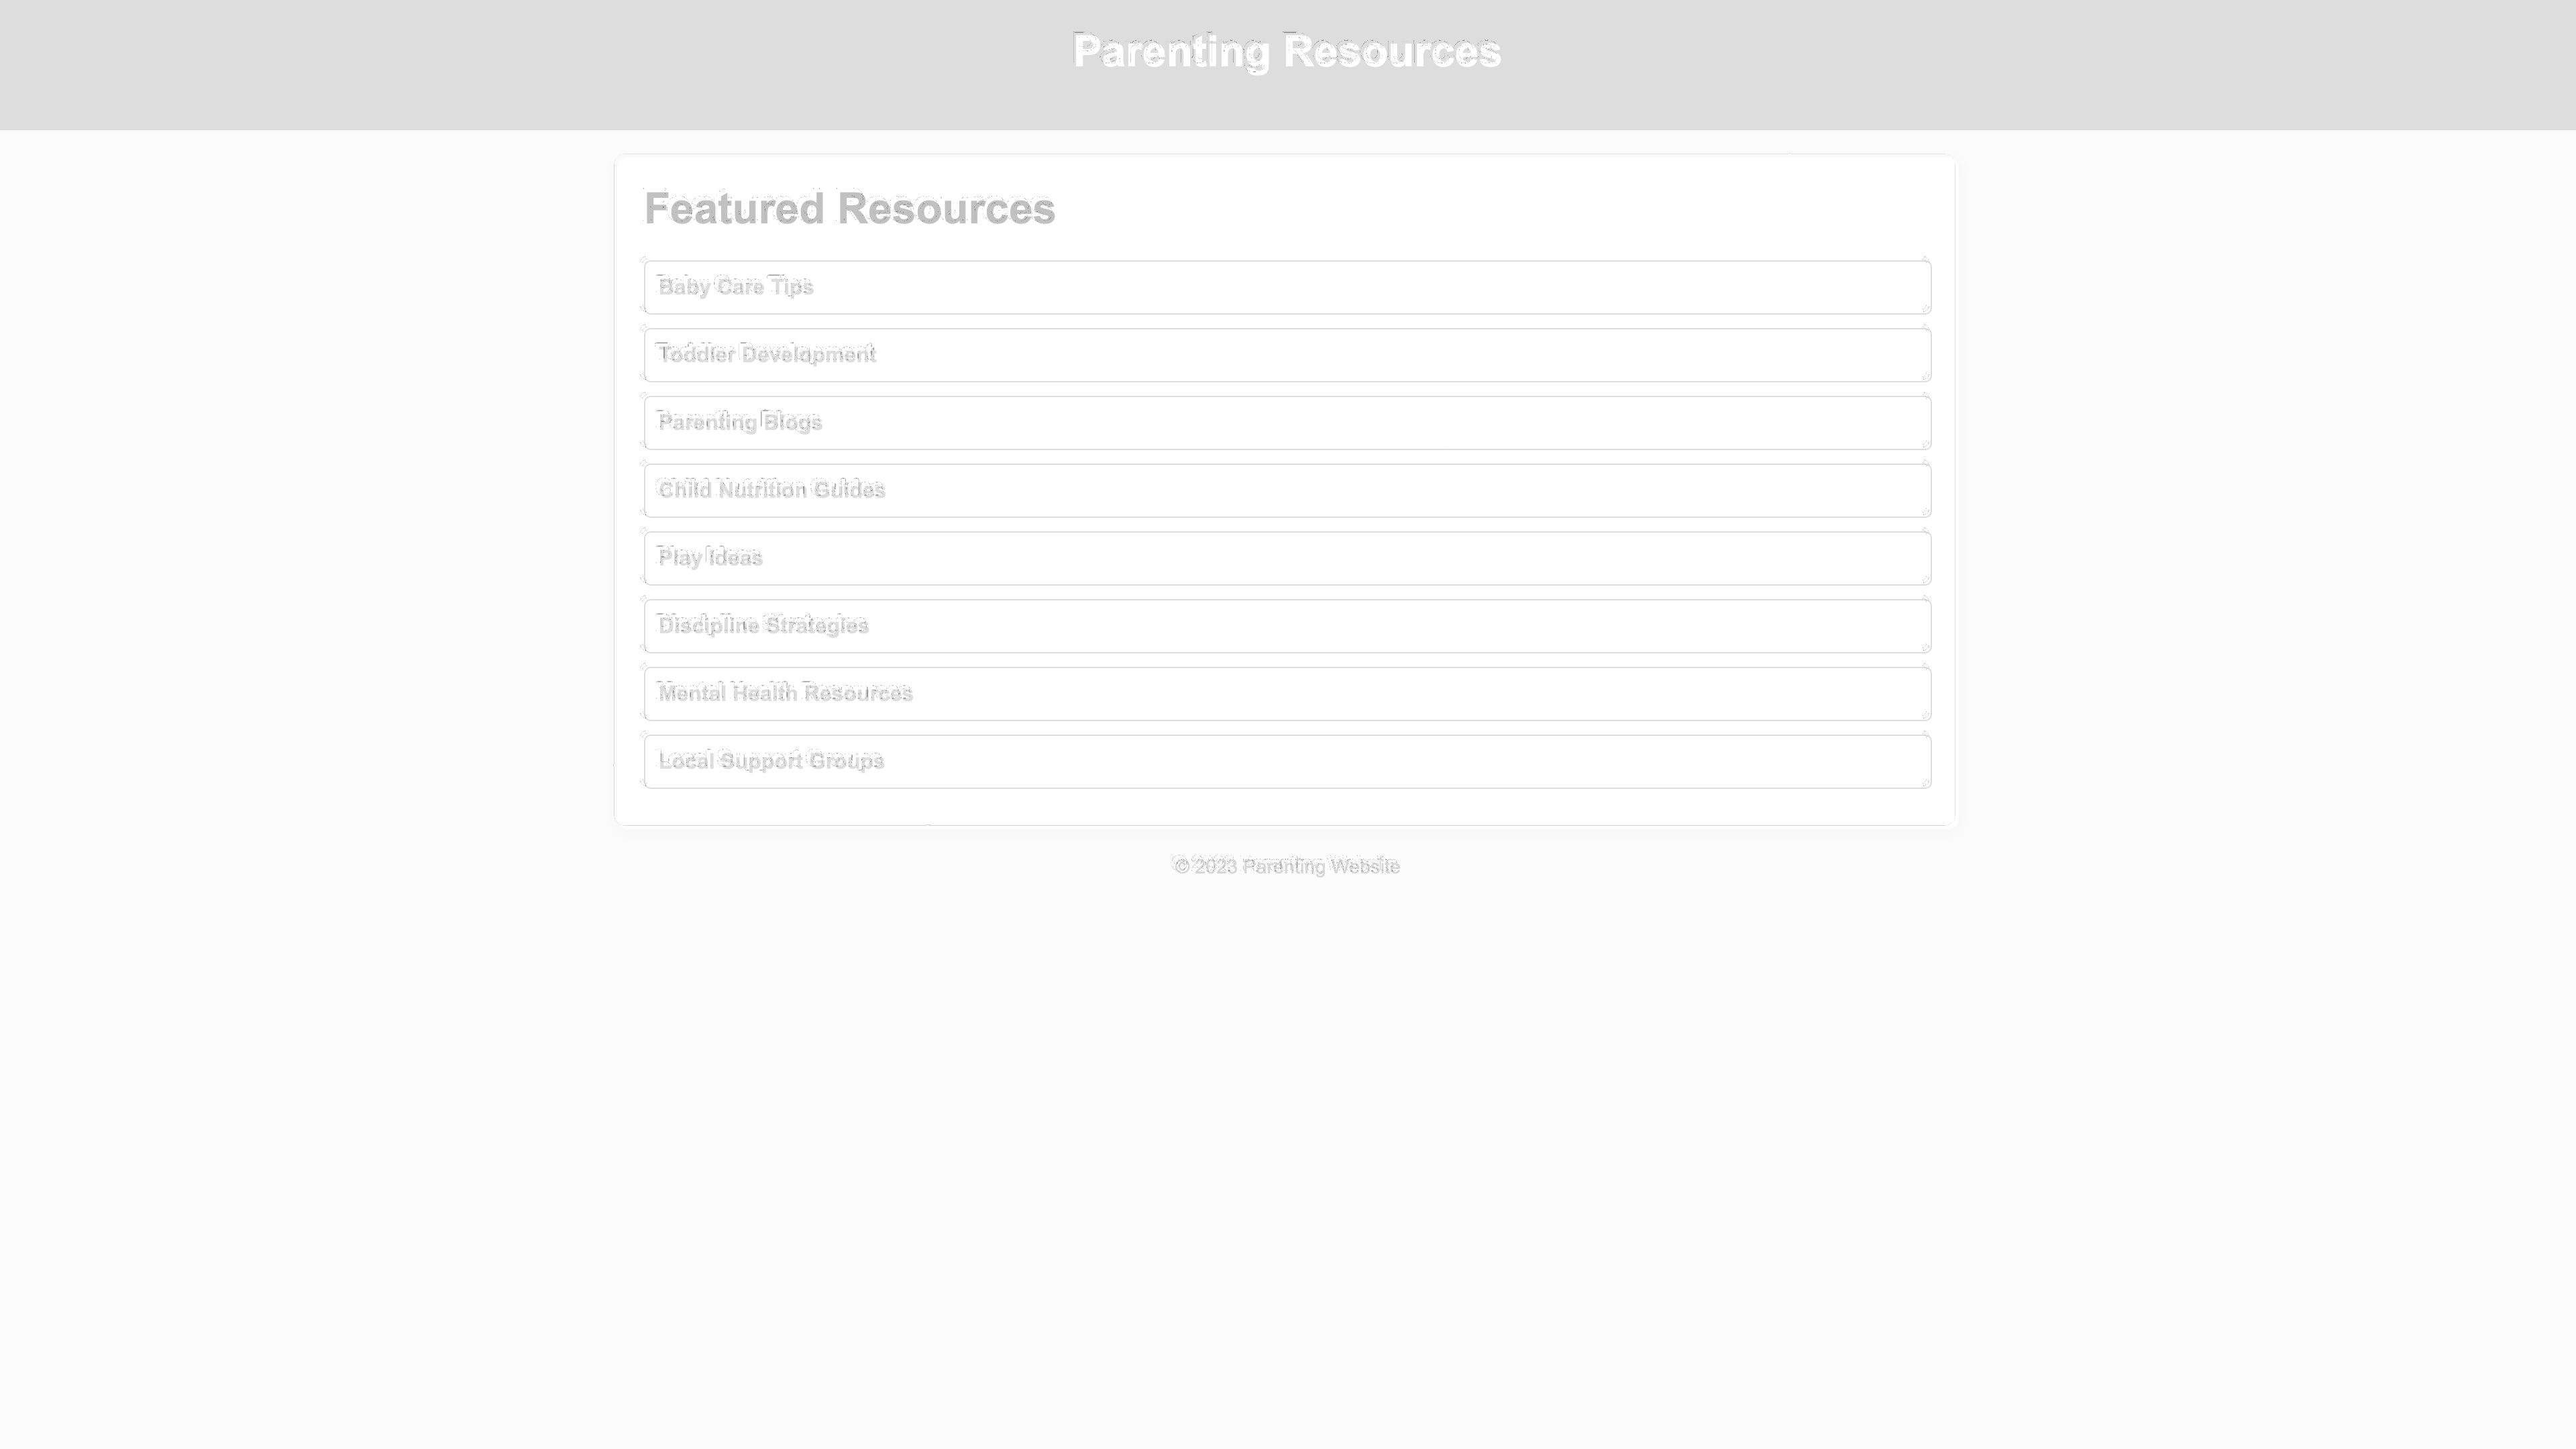 Parenting Resources
Featured Resources
Baby Care Tips
Toddler Development
Parenting Blogs
Child Nutrition Guides
Play Ideas
Discipline Strategies
Mental Health Resources
Local Support Groups
© 2023 Parenting Website